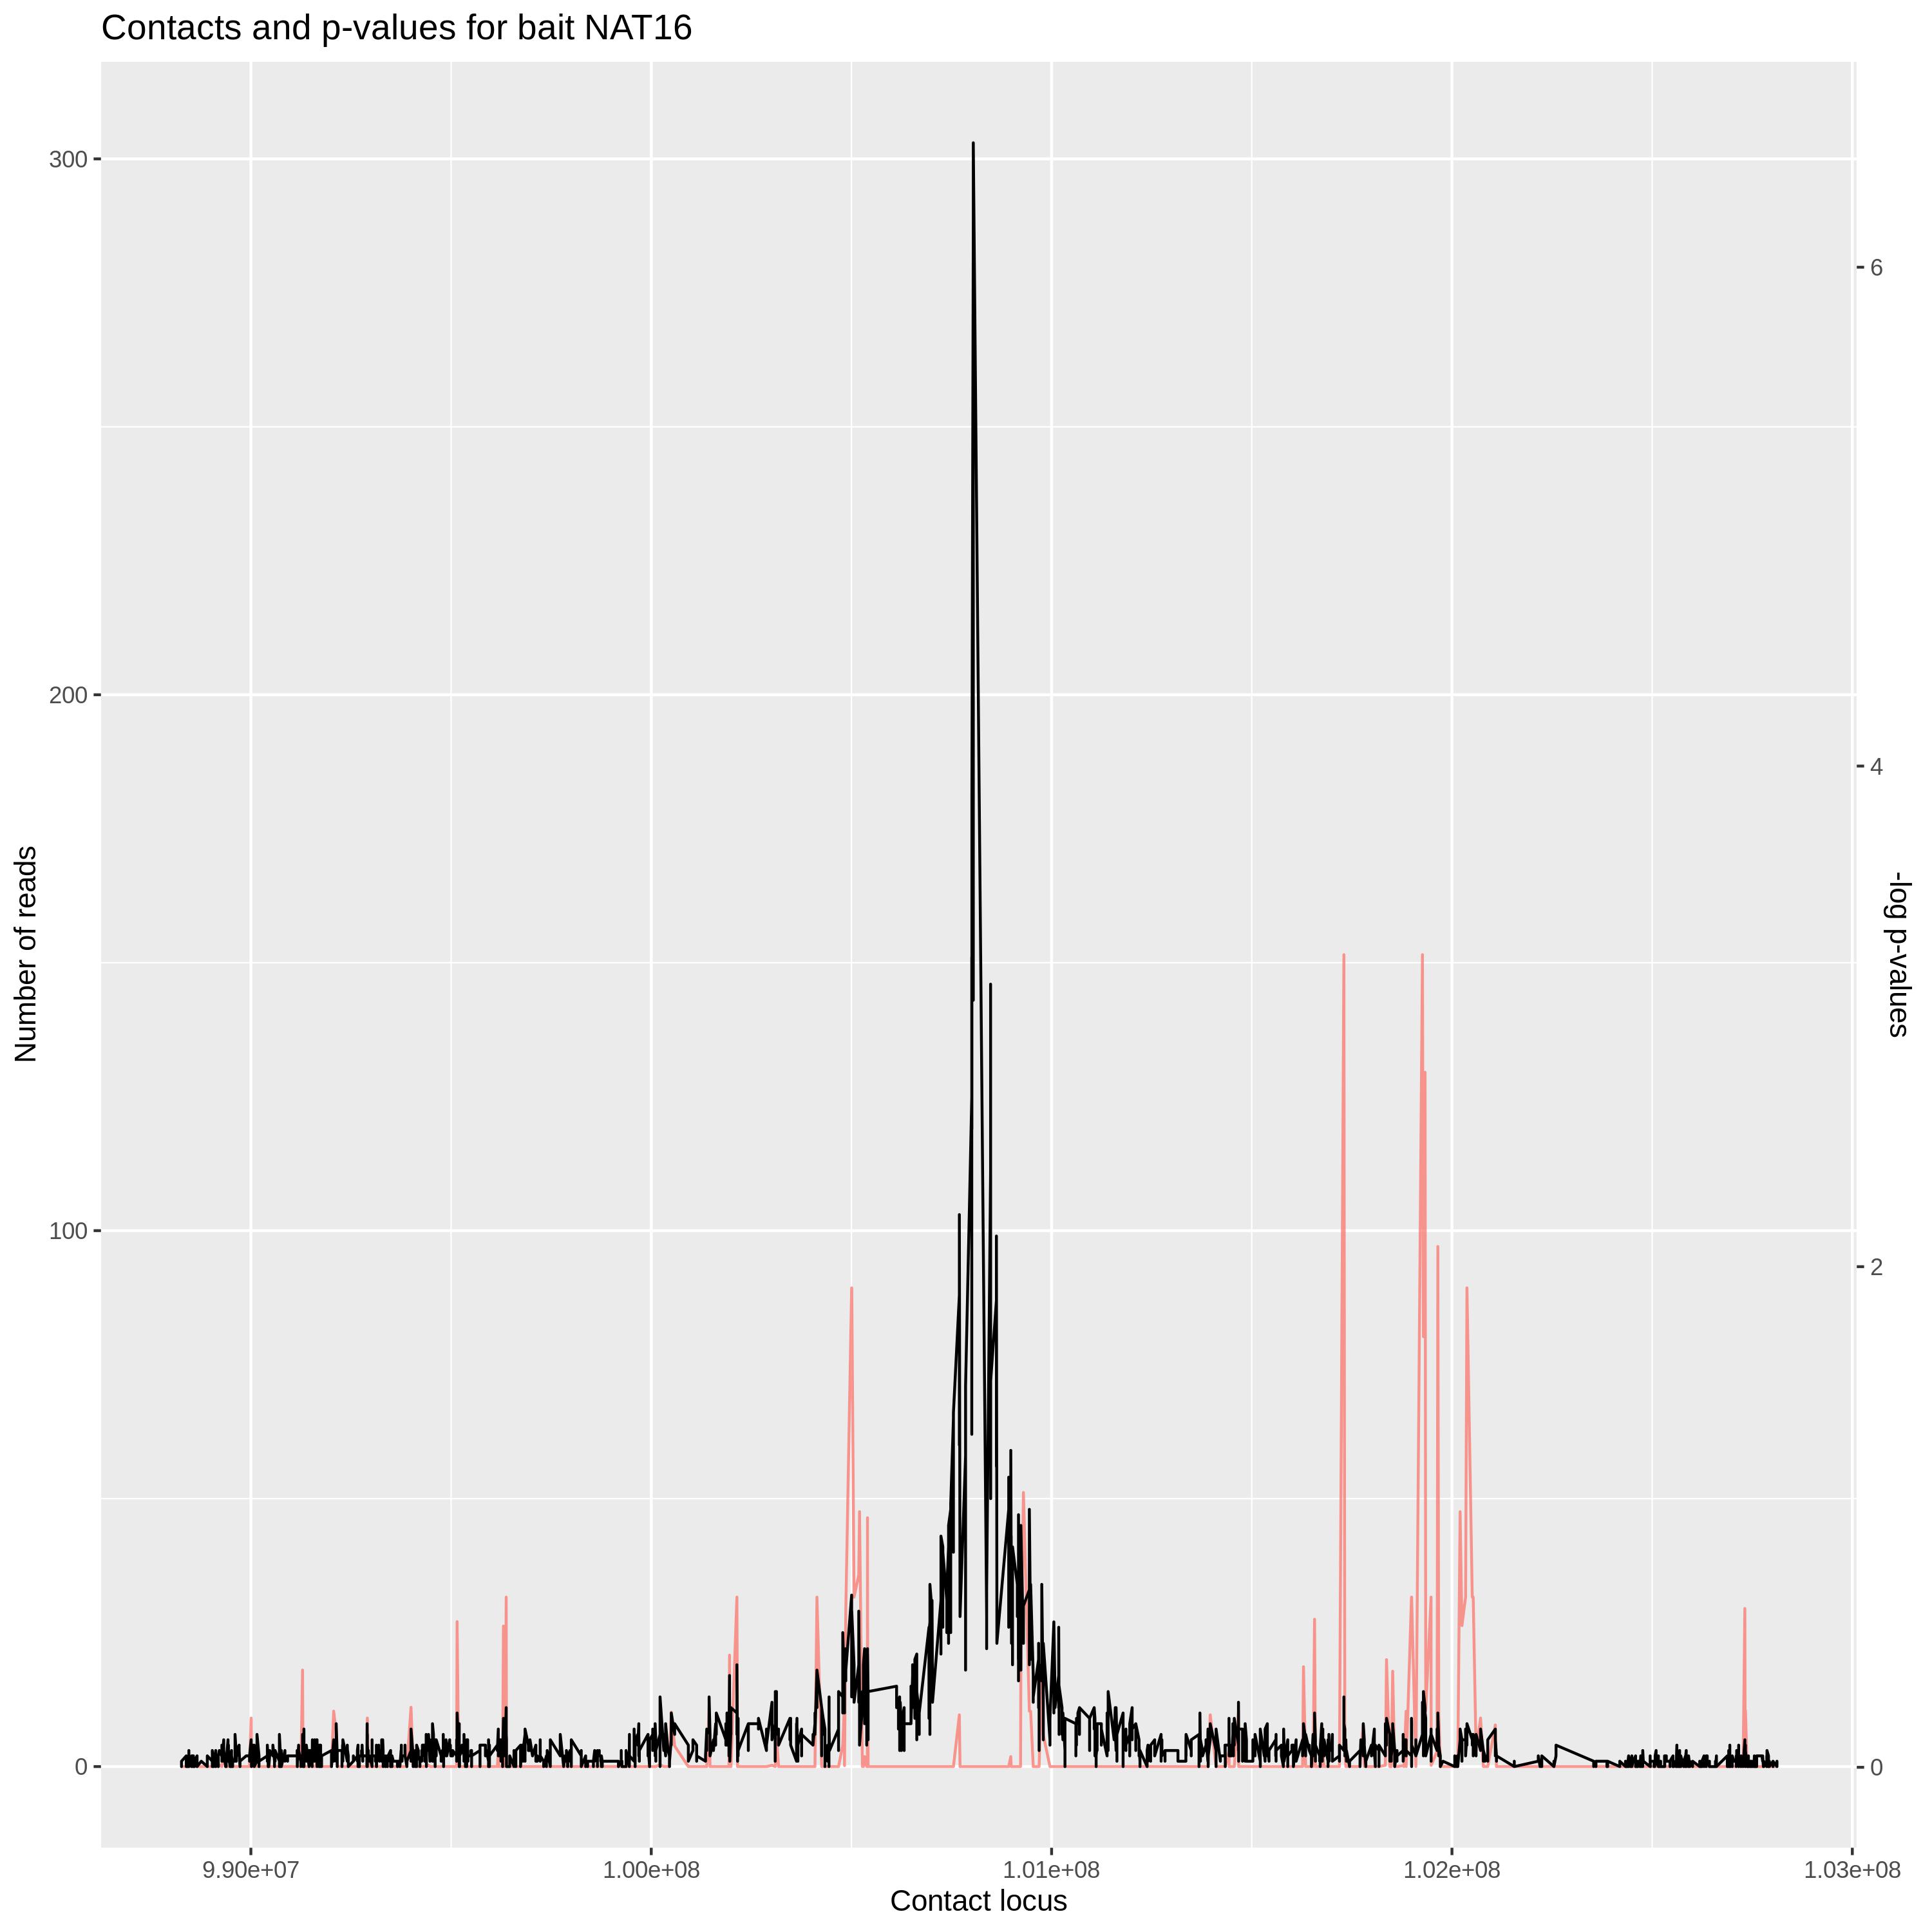 Contacts and p-values for bait NAT16
300
200
100
0
Number of reads
6
4
2
0
-log p-values
9.90e+07
1.00e+08
1.01e+08
1.02e+08
1.03e+08
Contact locus